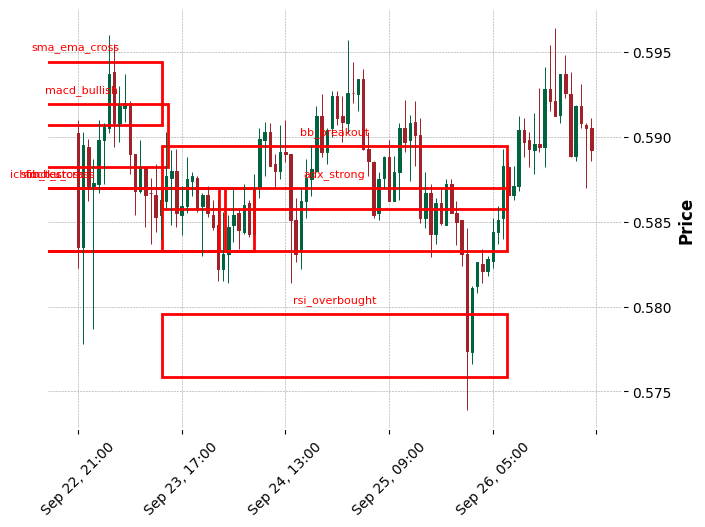 sma_ema_cross
0.595
macd_bullish
0.590
bb_breakout
adx_strong
0.585
Price
rsi_overbought
0.580
0.575
Sep 22, 21:00
Sep 23, 17:00
Sep 24, 13:00
Sep 25, 09:00
Sep 26, 05:00